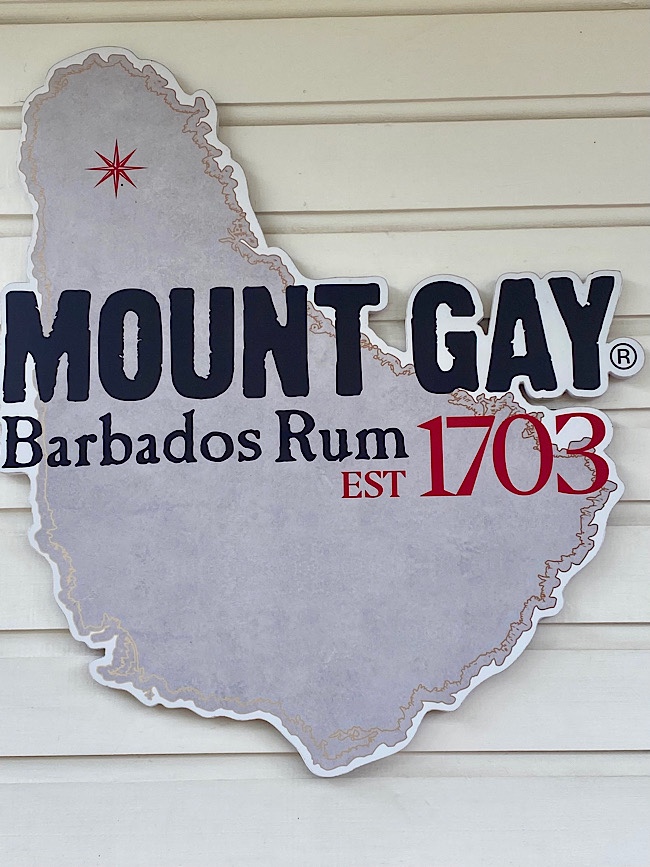 MOUNT GAY ®
Barbados Rum
EST 1703